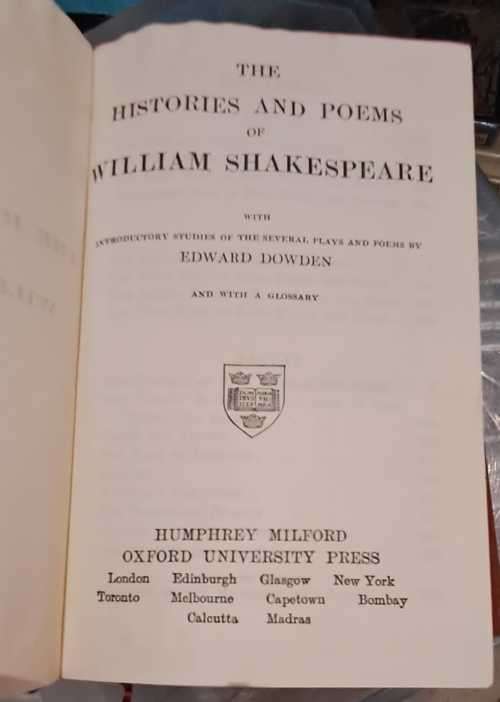 THE
HISTORIES AND POEMS
OF
WILLIAM SHAKESPEARE
WITH
INTRODUCTORY STUDIES OF THE SEVERAL PLAYS AND POEMS BY
EDWARD DOWDEN
AND WITH A GLOSSARY
HUMPHREY MILFORD
OXFORD UNIVERSITY PRESS
London Edinburgh Glasgow New York
Toronto Melbourne Capetown Bombay
Calcutta Madras